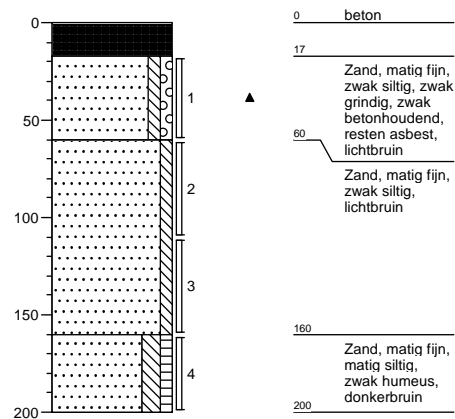 0
50
100
150
200
1
2
3
4
0
beton
17
Zand, matig fijn,
zwak siltig, zwak
grindig, zwak
betonhoudend,
resten asbest,
lichtbruin
60
Zand, matig fijn,
zwak siltig,
lichtbruin
160
Zand, matig fijn,
matig siltig,
zwak humeus,
donkerbruin
200